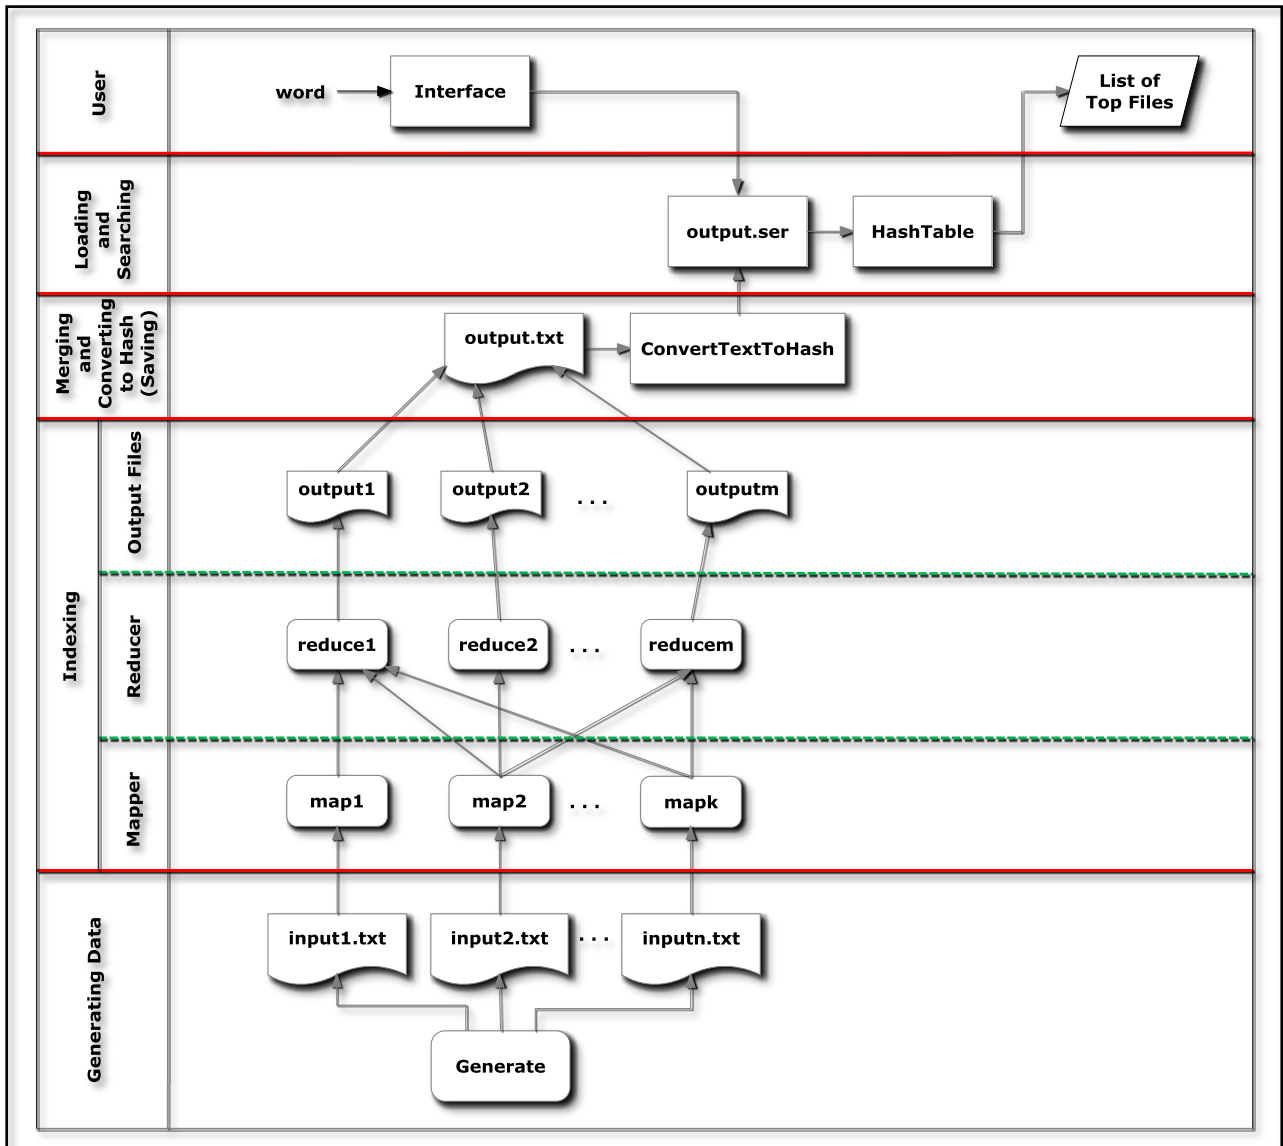 User
word
Interface
List of
Top Files
Loading
and
Searching
output.ser
HashTable
Merging
and
Converting
to Hash
(Saving)
output.txt
ConvertTextToHash
Indexing
Output Files
output1
output2
. . .
outputm
Reducer
reduce1
reduce2
. . .
reducem
Mapper
map1
map2
. . .
mapk
Generating Data
input1.txt
input2.txt
. . .
inputn.txt
Generate